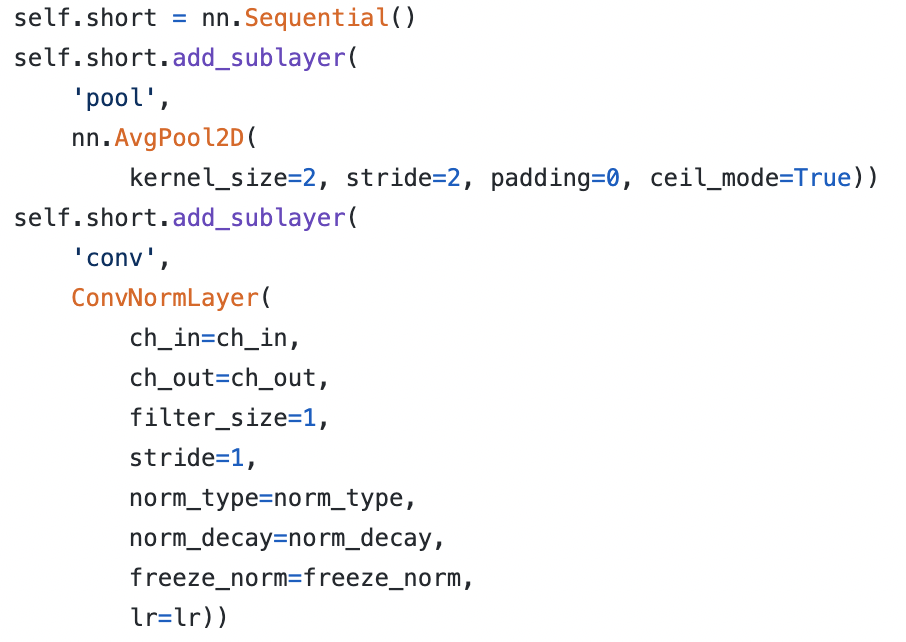 self.short = nn.Sequential()
self.short.add_sublayer(
    'pool',
    nn.AvgPool2D(
        kernel_size=2, stride=2, padding=0, ceil_mode=True))
self.short.add_sublayer(
    'conv',
    ConvNormLayer(
        ch_in=ch_in,
        ch_out=ch_out,
        filter_size=1,
        stride=1,
        norm_type=norm_type,
        norm_decay=norm_decay,
        freeze_norm=freeze_norm,
        lr=lr))